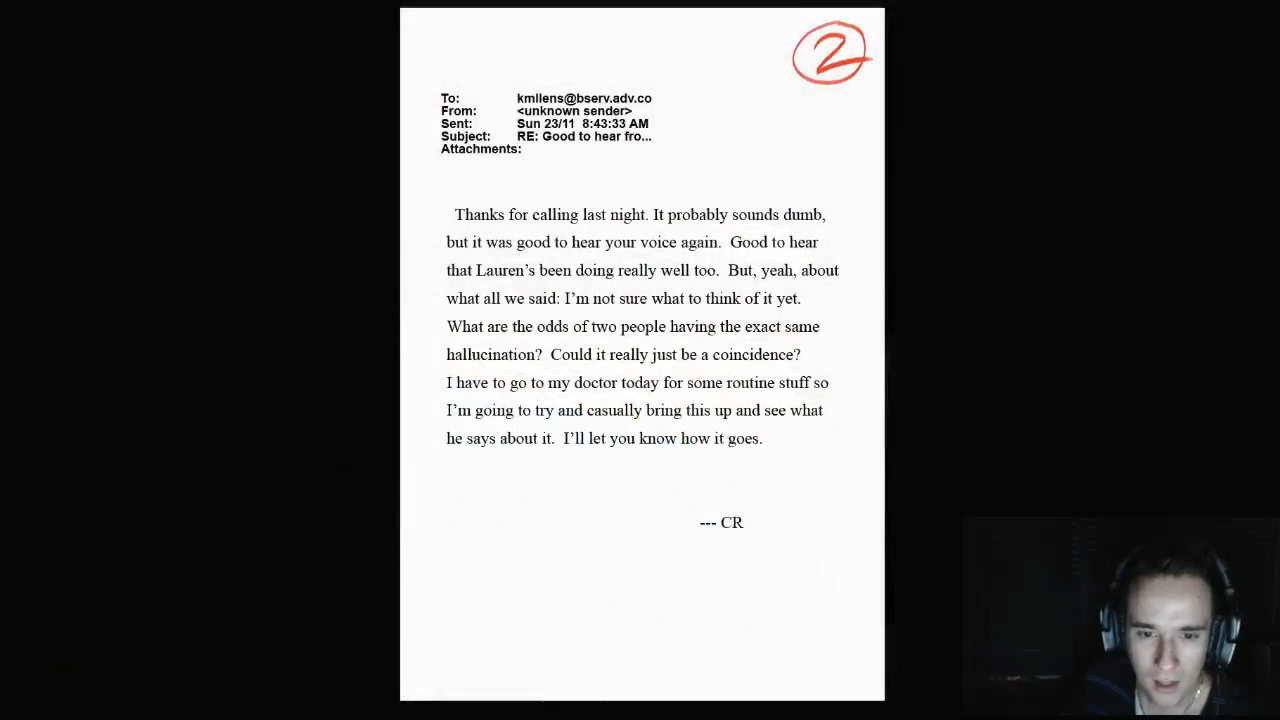 2
To: kmllens@bserv.adv.co
From: <unknown sender>
Sent: Sun 23/11 8:43:33 AM
Subject: RE: Good to hear fro...
Attachments:
Thanks for calling last night. It probably sounds dumb,
but it was good to hear your voice again. Good to hear
that Lauren’s been doing really well too. But, yeah, about
what all we said: I’m not sure what to think of it yet.
What are the odds of two people having the exact same
hallucination? Could it really just be a coincidence?
I have to go to my doctor today for some routine stuff so
I’m going to try and casually bring this up and see what
he says about it. I’ll let you know how it goes.
--- CR